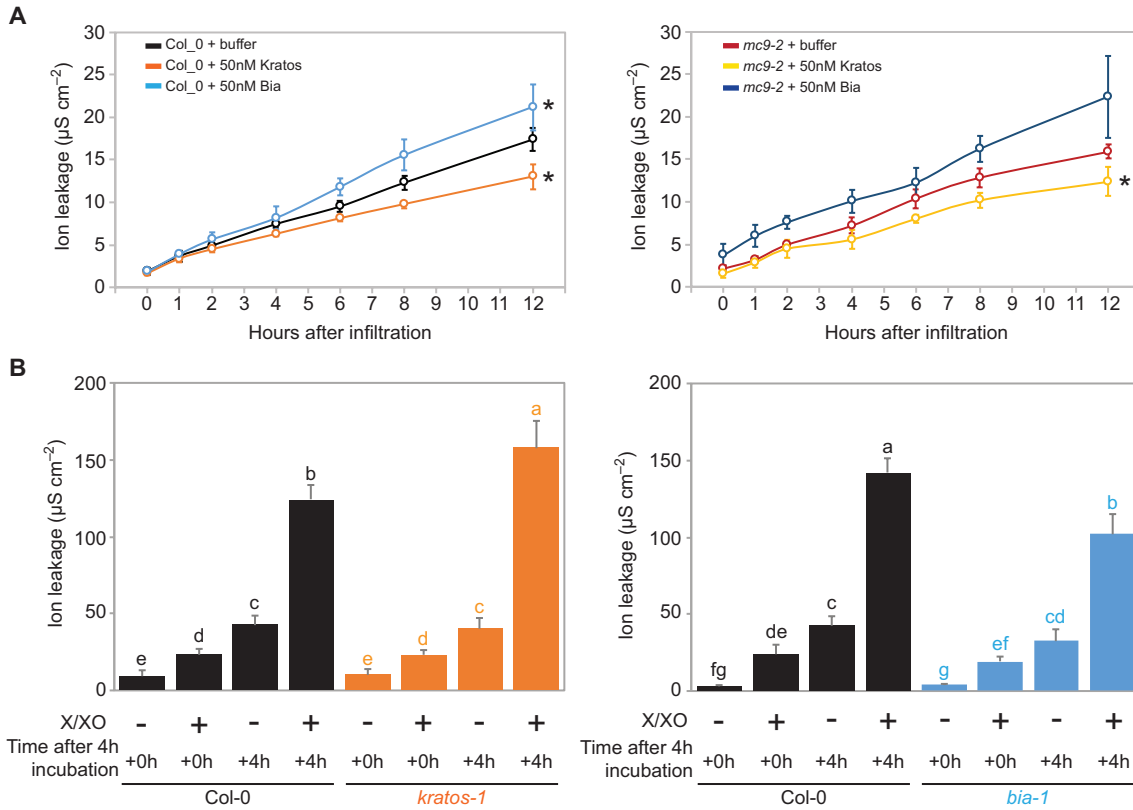 A
Ion leakage (µS cm−2)
30
25
20
15
10
5
0
Col_0 + buffer
Col_0 + 50nM Kratos
Col_0 + 50nM Bia
*
*
0 1 2 3 4 5 6 7 8 9 10 11 12
Hours after infiltration
Ion leakage (µS cm−2)
30
25
20
15
10
5
0
mc9-2 + buffer
mc9-2 + 50nM Kratos
mc9-2 + 50nM Bia
*
0 1 2 3 4 5 6 7 8 9 10 11 12
Hours after infiltration
B
Ion leakage (µS cm−2)
200
150
100
50
0
e d c b e d c a
X/XO - + - + - + - +
Time after 4h
incubation
+0h +0h +4h +4h +0h +0h +4h +4h
Col-0 kratos-1
Ion leakage (µS cm−2)
200
150
100
50
0
fg de c a g ef cd b
- + - + - + - +
+0h +0h +4h +4h +0h +0h +4h +4h
Col-0 bia-1